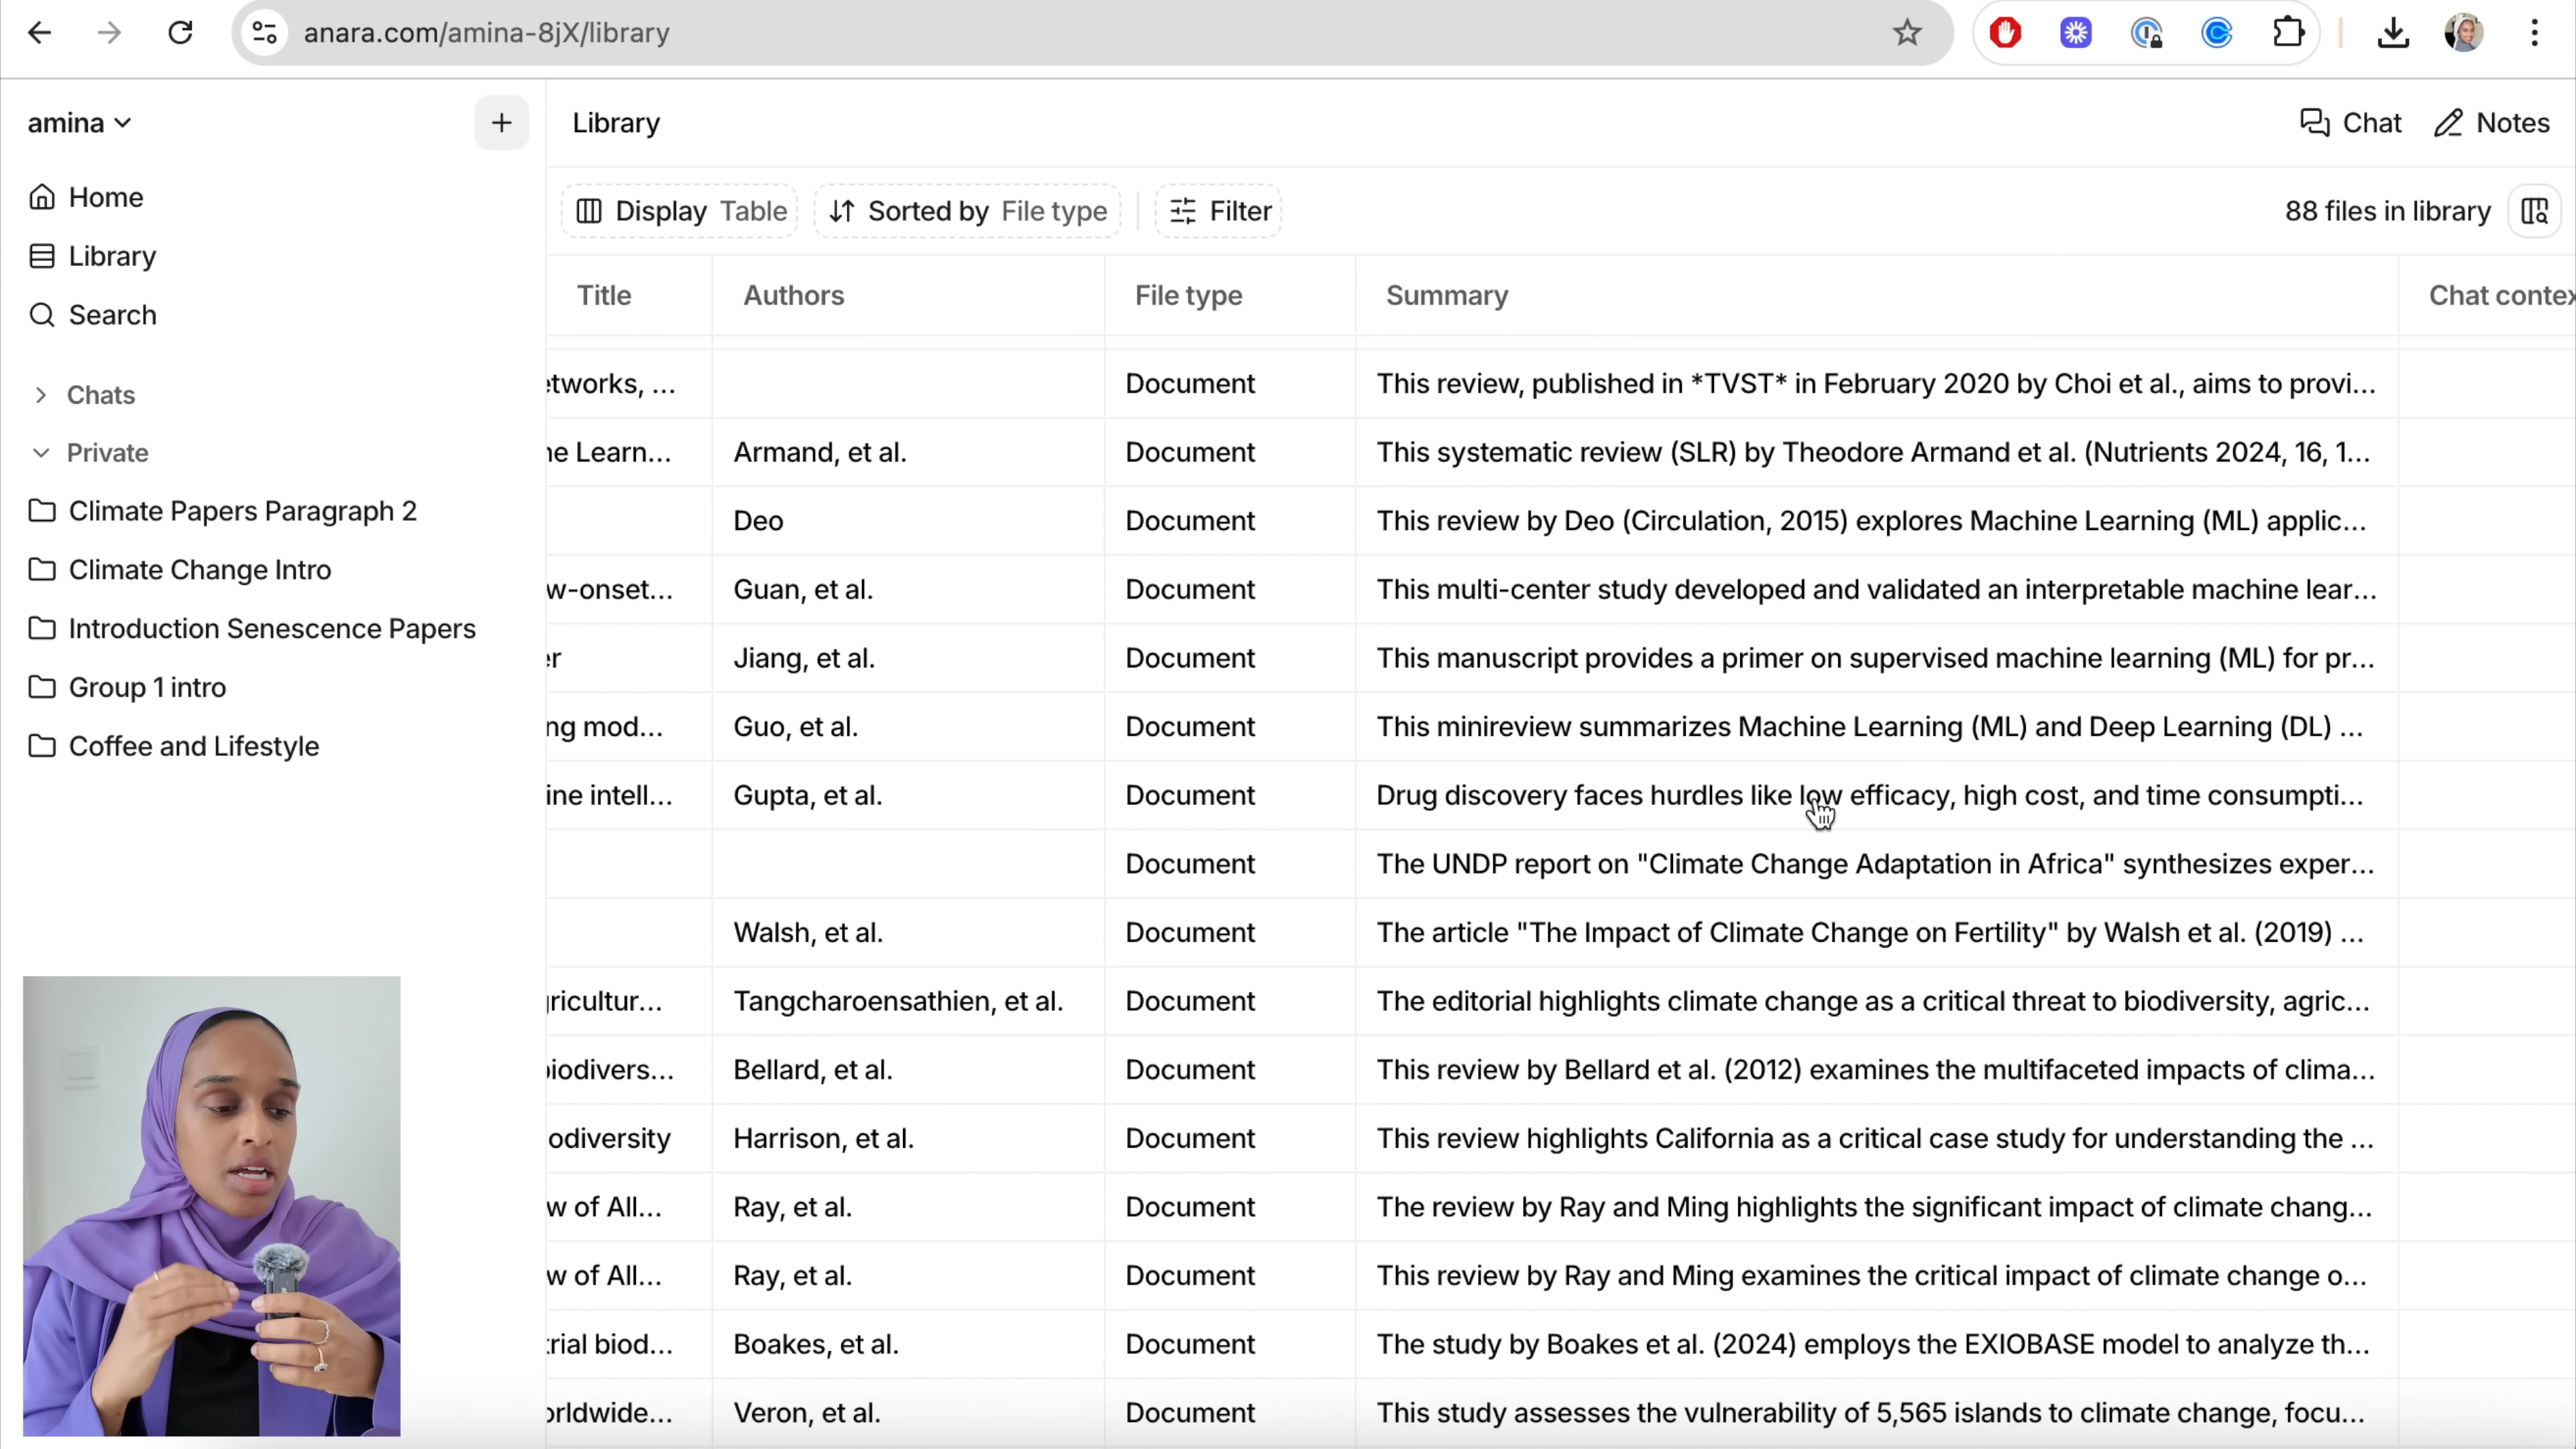 anara.com/amina-8jX/library
amina
Library
Chat
Notes
Home
Library
Search
Chats
Private
Climate Papers Paragraph 2
Climate Change Intro
Introduction Senescence Papers
Group 1 intro
Coffee and Lifestyle
Display Table
Sorted by File type
Filter
88 files in library
Title Authors File type Summary Chat contex
etworks, ... Document This review, published in *TVST* in February 2020 by Choi et al., aims to provi...
ne Learn... Armand, et al. Document This systematic review (SLR) by Theodore Armand et al. (Nutrients 2024, 16, 1...
Deo Document This review by Deo (Circulation, 2015) explores Machine Learning (ML) applic...
w-onset... Guan, et al. Document This multi-center study developed and validated an interpretable machine lear...
er Jiang, et al. Document This manuscript provides a primer on supervised machine learning (ML) for pr...
ng mod... Guo, et al. Document This minireview summarizes Machine Learning (ML) and Deep Learning (DL) ...
ine intell... Gupta, et al. Document Drug discovery faces hurdles like low efficacy, high cost, and time consumpti...
Document The UNDP report on "Climate Change Adaptation in Africa" synthesizes exper...
Walsh, et al. Document The article "The Impact of Climate Change on Fertility" by Walsh et al. (2019) ...
gricultur... Tangcharoensathien, et al. Document The editorial highlights climate change as a critical threat to biodiversity, agric...
biodivers... Bellard, et al. Document This review by Bellard et al. (2012) examines the multifaceted impacts of clima...
odiversity Harrison, et al. Document This review highlights California as a critical case study for understanding the ...
w of All... Ray, et al. Document The review by Ray and Ming highlights the significant impact of climate chang...
w of All... Ray, et al. Document This review by Ray and Ming examines the critical impact of climate change o...
trial biod... Boakes, et al. Document The study by Boakes et al. (2024) employs the EXIOBASE model to analyze th...
orldwide... Veron, et al. Document This study assesses the vulnerability of 5,565 islands to climate change, focu...